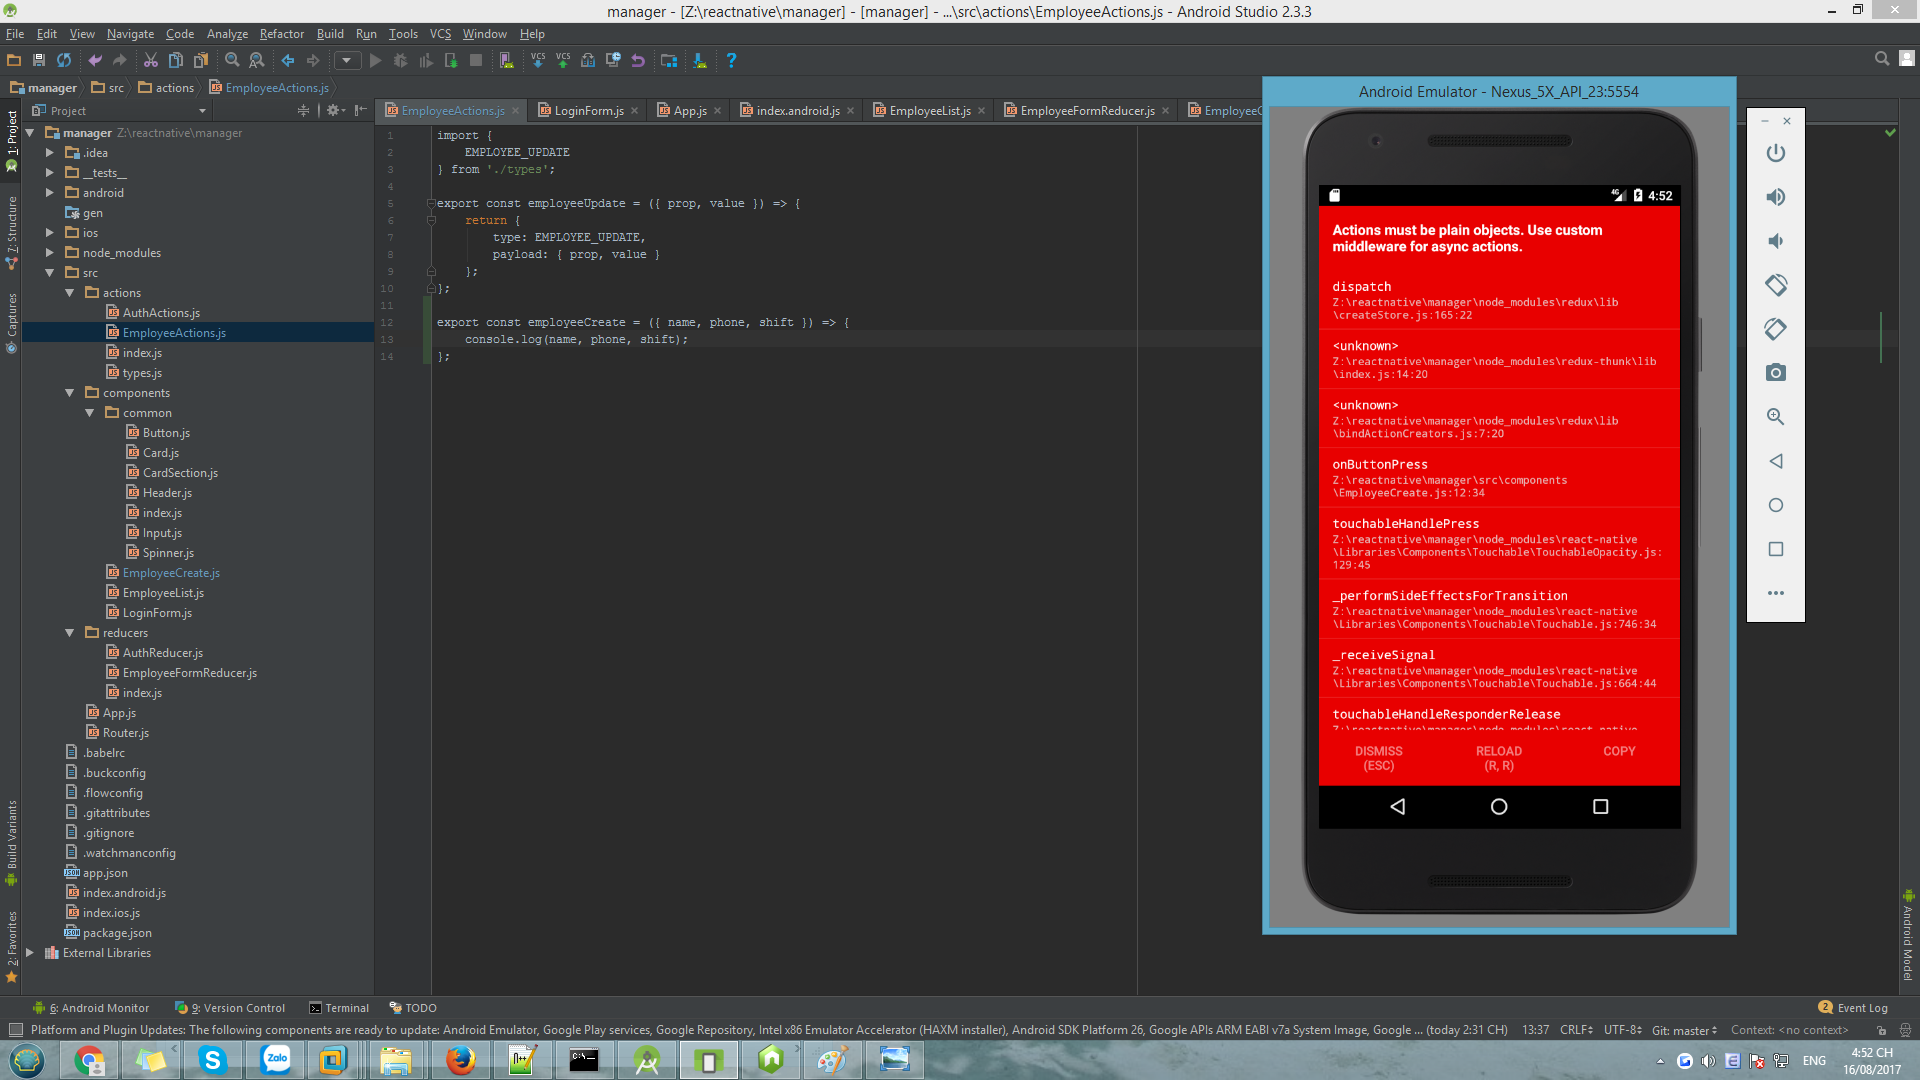 manager - [Z:\reactnative\manager] - [manager] - ...\src\actions\EmployeeActions.js - Android Studio 2.3.3
File Edit View Navigate Code Analyze Refactor Build Run Tools VCS Window Help
manager src actions EmployeeActions.js
Project
EmployeeActions.js LoginForm.js App.js index.android.js EmployeeList.js EmployeeFormReducer.js EmployeeC
1: Project
7: Structure
Captures
Build Variants
2: Favorites
manager Z:\reactnative\manager
.idea
__tests__
android
gen
ios
node_modules
src
actions
AuthActions.js
EmployeeActions.js
index.js
types.js
components
common
Button.js
Card.js
CardSection.js
Header.js
index.js
Input.js
Spinner.js
EmployeeCreate.js
EmployeeList.js
LoginForm.js
reducers
AuthReducer.js
EmployeeFormReducer.js
index.js
App.js
Router.js
.babelrc
.buckconfig
.flowconfig
.gitattributes
.gitignore
.watchmanconfig
app.json
index.android.js
index.ios.js
package.json
External Libraries
1 import {
2 EMPLOYEE_UPDATE
3 } from './types';
4
5 export const employeeUpdate = ({ prop, value }) => {
6 return {
7 type: EMPLOYEE_UPDATE,
8 payload: { prop, value }
9 };
10 };
11
12 export const employeeCreate = ({ name, phone, shift }) => {
13 console.log(name, phone, shift);
14 };
Android Emulator - Nexus_5X_API_23:5554
4G 4:52
Actions must be plain objects. Use custom
middleware for async actions.
dispatch
Z:\reactnative\manager\node_modules\redux\lib
\createStore.js:165:22
<unknown>
Z:\reactnative\manager\node_modules\redux-thunk\lib
\index.js:14:20
<unknown>
Z:\reactnative\manager\node_modules\redux\lib
\bindActionCreators.js:7:20
onButtonPress
Z:\reactnative\manager\src\components
\EmployeeCreate.js:12:34
touchableHandlePress
Z:\reactnative\manager\node_modules\react-native
\Libraries\Components\Touchable\TouchableOpacity.js:
129:45
_performSideEffectsForTransition
Z:\reactnative\manager\node_modules\react-native
\Libraries\Components\Touchable\Touchable.js:746:34
_receiveSignal
Z:\reactnative\manager\node_modules\react-native
\Libraries\Components\Touchable\Touchable.js:664:44
touchableHandleResponderRelease
Z:\reactnative\manager\node_modules\react-native
DISMISS
(ESC)
RELOAD
(R, R)
COPY
Android Model
6: Android Monitor 9: Version Control Terminal TODO 2 Event Log
Platform and Plugin Updates: The following components are ready to update: Android Emulator, Google Play services, Google Repository, Intel x86 Emulator Accelerator (HAXM installer), Android SDK Platform 26, Google APIs ARM EABI v7a System Image, Google ... (today 2:31 CH) 13:37 CRLF UTF-8 Git: master Context: <no context>
Zalo
ENG
4:52 CH
16/08/2017